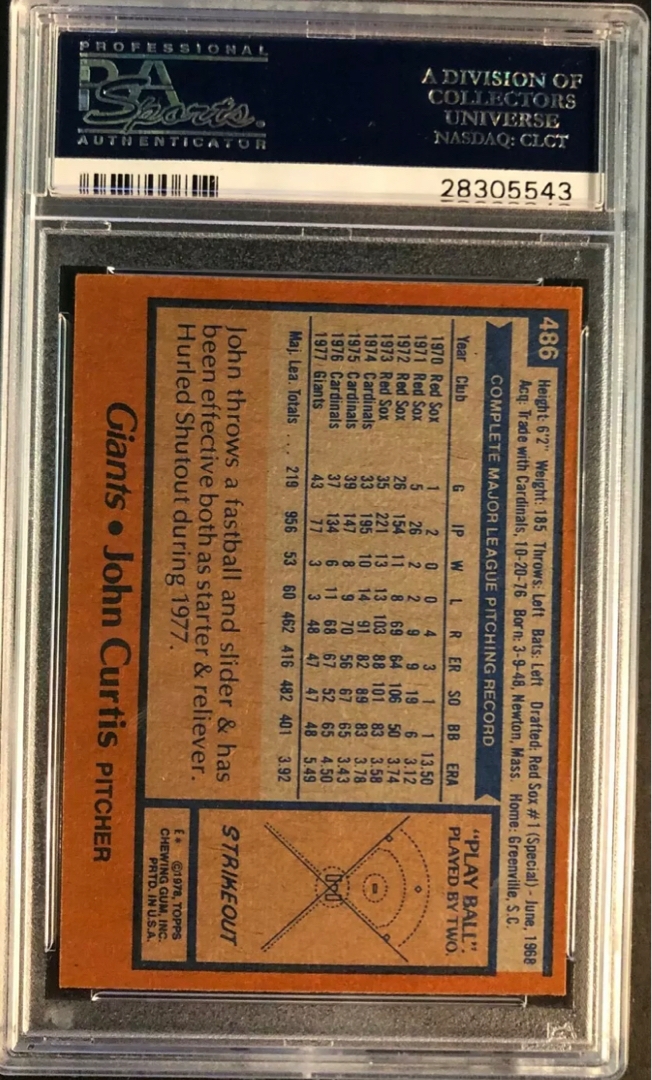 PROFESSIONAL
PSA
Sports.
AUTHENTICATOR
A DIVISION OF
COLLECTORS
UNIVERSE
NASDAQ: CLCT
28305543
486
Height: 6'2" Weight: 185 Throws: Left Bats: Left Drafted: Red Sox #1 (Special) - June, 1968
Acq: Trade with Cardinals, 10-20-76 Born: 3-9-48, Newton, Mass. Home: Greenville, S.C.
COMPLETE MAJOR LEAGUE PITCHING RECORD
Year Club G IP W L R ER SO BB ERA
1970 Red Sox 1 2 0 0 4 3 1 1 13.50
1971 Red Sox 5 26 2 2 9 9 19 6 3.12
1972 Red Sox 26 154 11 8 69 64 106 50 3.74
1973 Red Sox 35 221 13 13 103 88 101 83 3.58
1974 Cardinals 33 195 10 14 91 82 89 83 3.78
1975 Cardinals 39 147 8 9 70 56 67 65 3.43
1976 Cardinals 37 134 6 11 68 67 52 65 4.50
1977 Giants 43 77 3 3 48 47 47 48 5.49
Maj. Lea. Totals ... 219 956 53 60 462 416 482 401 3.92
John throws a fastball and slider & has
been effective both as starter & reliever.
Hurled Shutout during 1977.
"PLAY BALL"
PLAYED BY TWO.
STRIKEOUT
E* ©1978, TOPPS
CHEWING GUM, INC.
PRTD. IN U.S.A.
Giants • John Curtis PITCHER